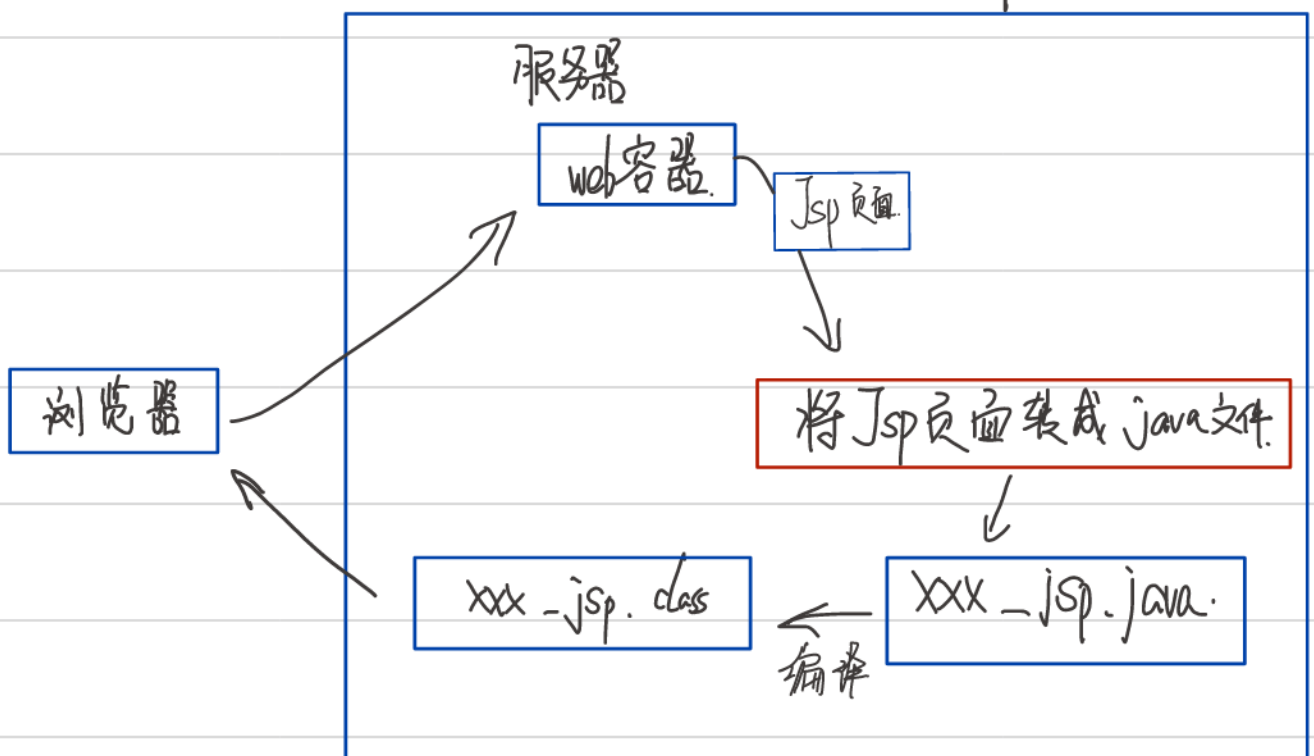 服务器
web容器.
Jsp页面.
浏览器
将Jsp页面转成java文件.
xxx_jsp.class
xxx_jsp.java.
编译